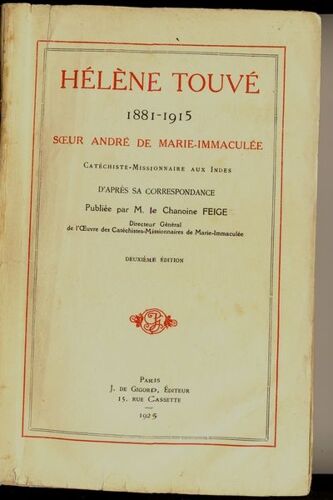 HÉLÈNE TOUVÉ
1881-1915
SŒUR ANDRÉ DE MARIE-IMMACULÉE
CATÉCHISTE-MISSIONNAIRE AUX INDES
D'APRÈS SA CORRESPONDANCE
Publiée par M. le Chanoine FEIGE
Directeur Général
de l'Œuvre des Catéchistes-Missionnaires de Marie-Immaculée
DEUXIÈME ÉDITION
PARIS
J. DE GIGORD, ÉDITEUR
15, RUE CASSETTE
1925